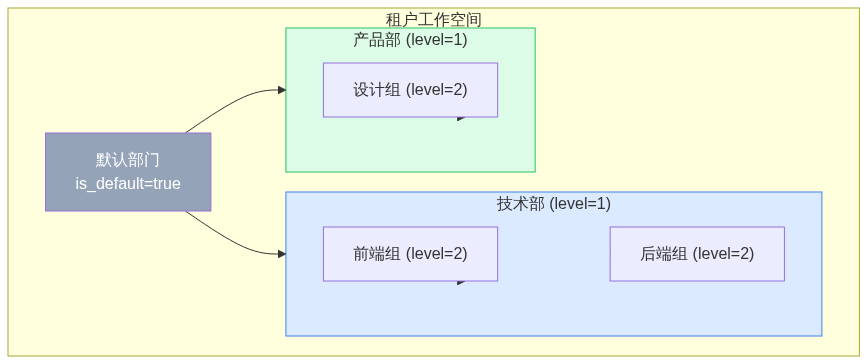 租户工作空间
产品部 (level=1)
设计组 (level=2)
默认部门
is_default=true
技术部 (level=1)
前端组 (level=2)
后端组 (level=2)